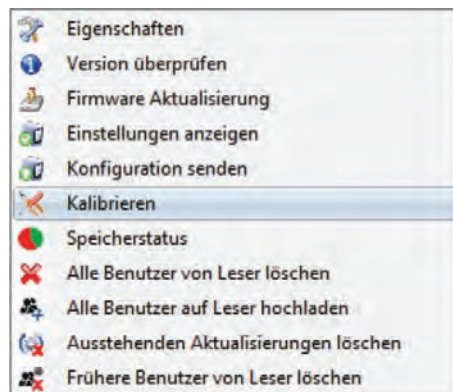 Eigenschaften
Version überprüfen
Firmware Aktualisierung
Einstellungen anzeigen
Konfiguration senden
Kalibrieren
Speicherstatus
Alle Benutzer von Leser löschen
Alle Benutzer auf Leser hochladen
Ausstehenden Aktualisierungen löschen
Frühere Benutzer von Leser löschen